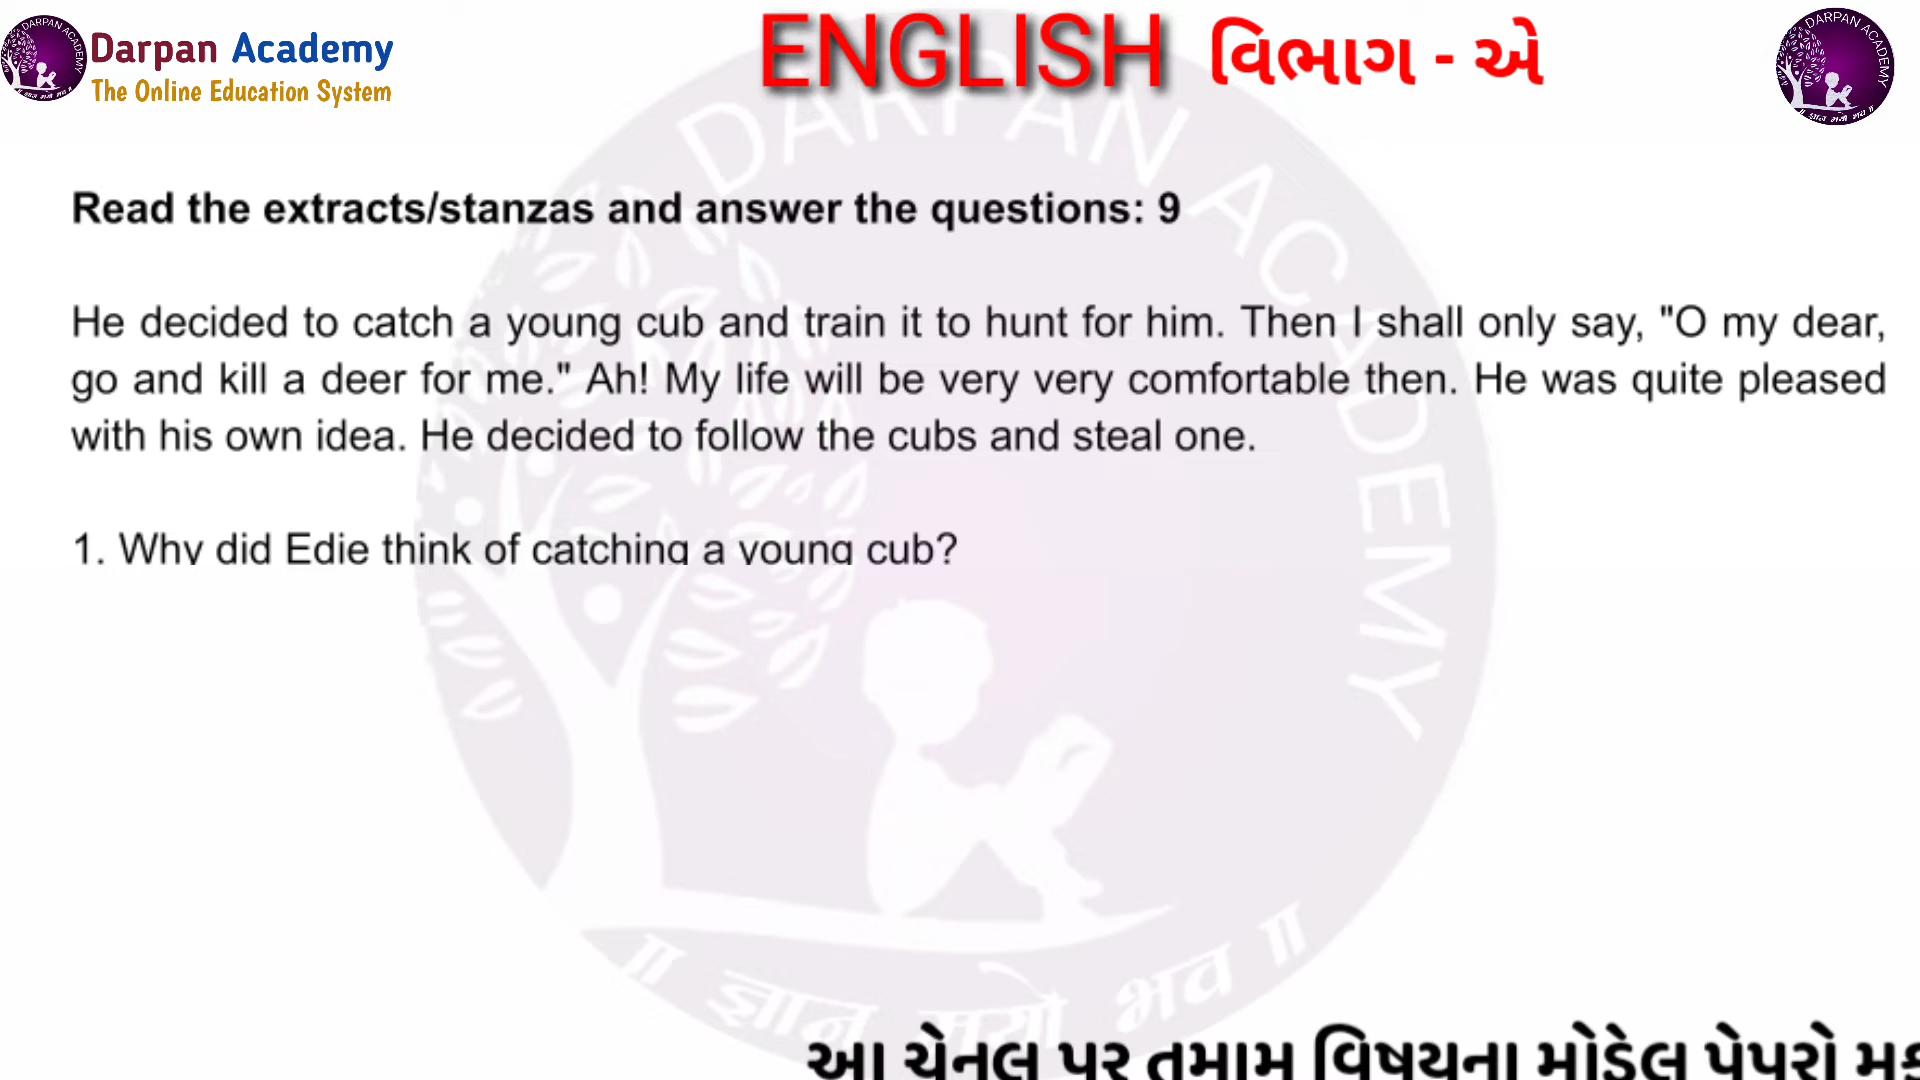 Darpan Academy
The Online Education System
ENGLISH વિભાગ - એ
DARPAN ACADEMY
Read the extracts/stanzas and answer the questions: 9
He decided to catch a young cub and train it to hunt for him. Then I shall only say, "O my dear,
go and kill a deer for me." Ah! My life will be very very comfortable then. He was quite pleased
with his own idea. He decided to follow the cubs and steal one.
1. Why did Edie think of catching a young cub?
॥ ज्ञान मयो भव ॥
આ ચેનલ પર તમામ વિષયના મોડેલ પેપરો